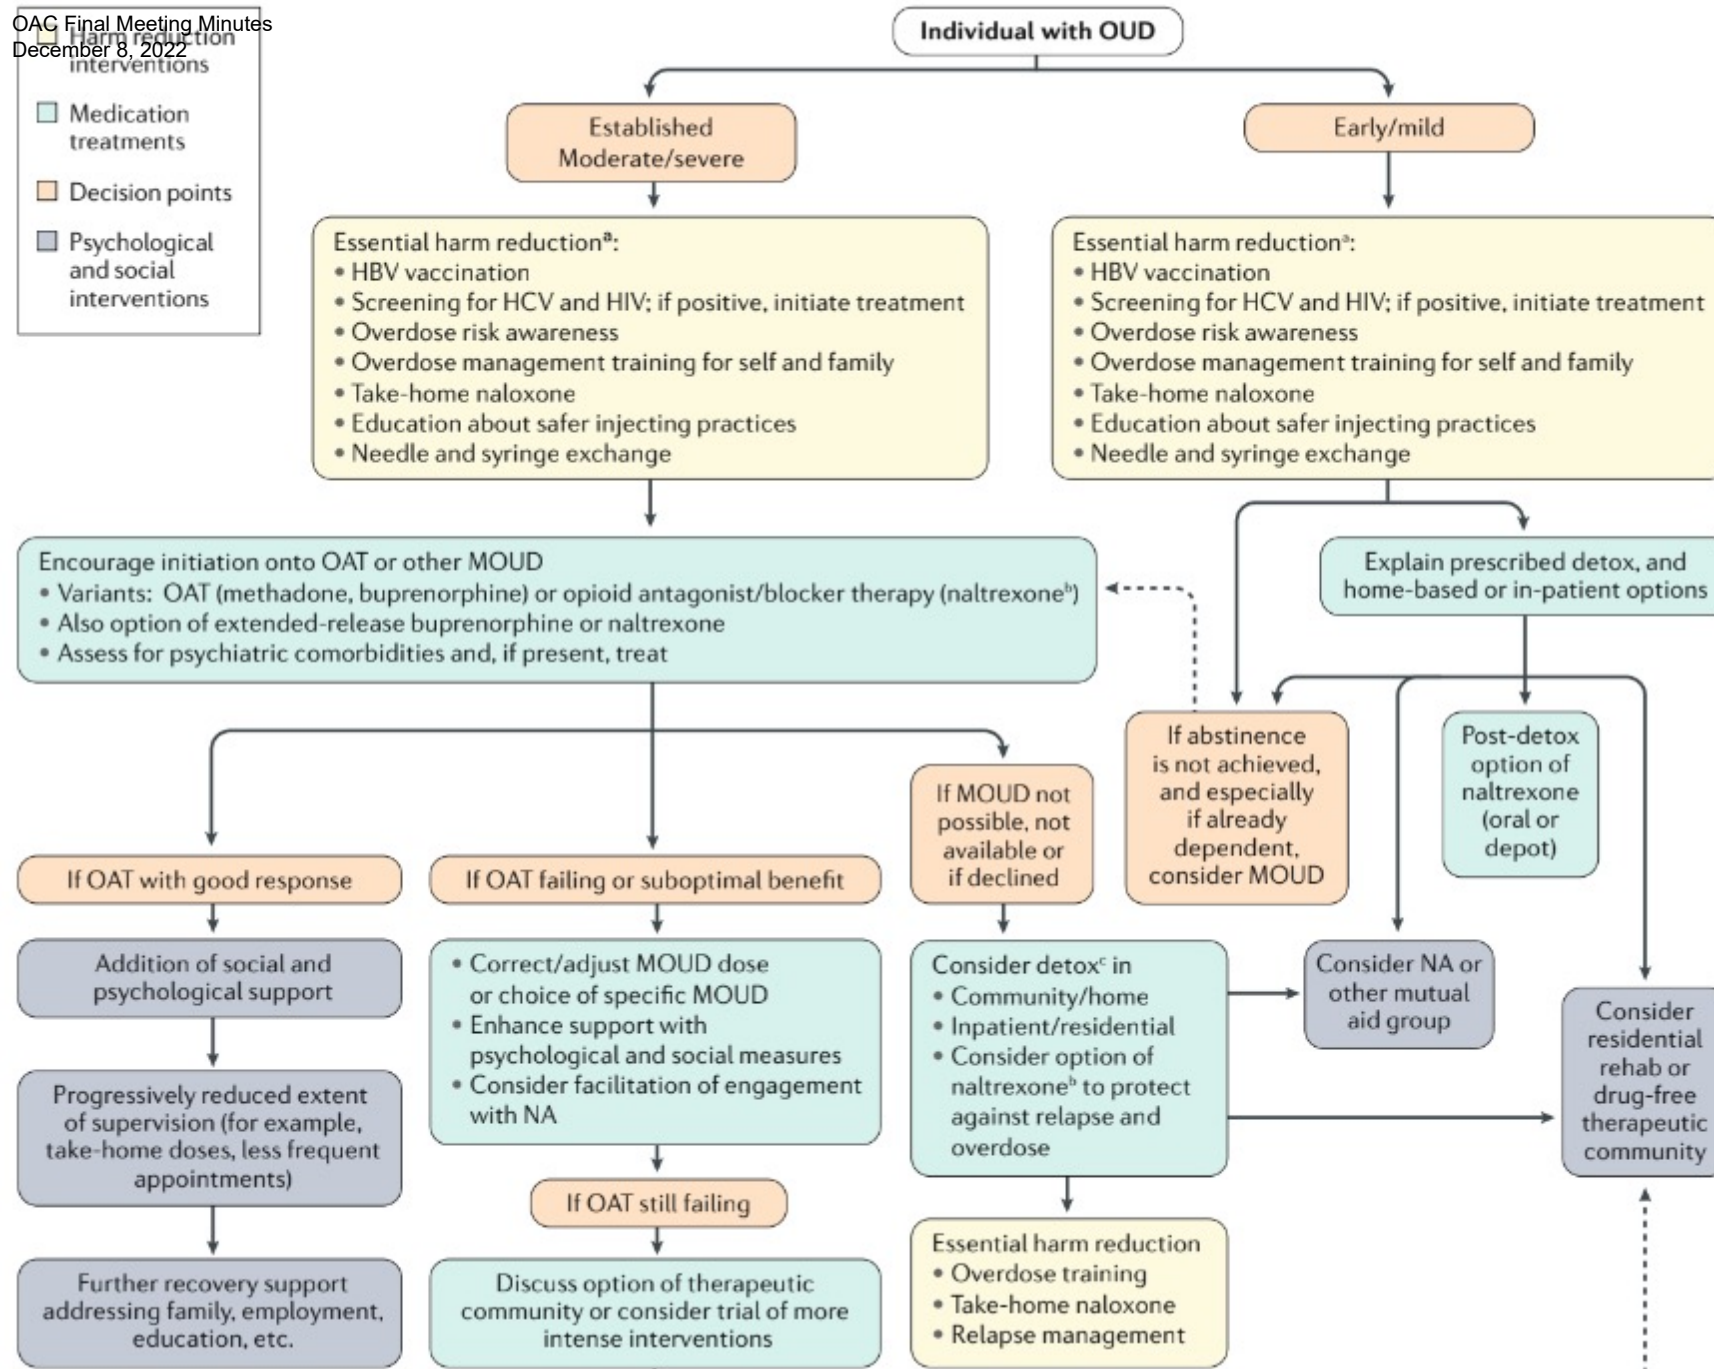 OAC Final Meeting Minutes
December 8, 2022
Harm reduction
interventions
Medication
treatments
Decision points
Psychological
and social
interventions
Individual with OUD
Established
Moderate/severe
Early/mild
Essential harm reductionᵃ:
• HBV vaccination
• Screening for HCV and HIV; if positive, initiate treatment
• Overdose risk awareness
• Overdose management training for self and family
• Take-home naloxone
• Education about safer injecting practices
• Needle and syringe exchange
Essential harm reductionᵃ:
• HBV vaccination
• Screening for HCV and HIV; if positive, initiate treatment
• Overdose risk awareness
• Overdose management training for self and family
• Take-home naloxone
• Education about safer injecting practices
• Needle and syringe exchange
Encourage initiation onto OAT or other MOUD
• Variants: OAT (methadone, buprenorphine) or opioid antagonist/blocker therapy (naltrexoneᵇ)
• Also option of extended-release buprenorphine or naltrexone
• Assess for psychiatric comorbidities and, if present, treat
Explain prescribed detox, and
home-based or in-patient options
If OAT with good response
If OAT failing or suboptimal benefit
If MOUD not
possible, not
available or
if declined
If abstinence
is not achieved,
and especially
if already
dependent,
consider MOUD
Post-detox
option of
naltrexone
(oral or
depot)
Addition of social and
psychological support
Progressively reduced extent
of supervision (for example,
take-home doses, less frequent
appointments)
Further recovery support
addressing family, employment,
education, etc.
• Correct/adjust MOUD dose
or choice of specific MOUD
• Enhance support with
psychological and social measures
• Consider facilitation of engagement
with NA
If OAT still failing
Discuss option of therapeutic
community or consider trial of more
intense interventions
Consider detoxᶜ in
• Community/home
• Inpatient/residential
• Consider option of
naltrexoneᵇ to protect
against relapse and
overdose
Essential harm reduction
• Overdose training
• Take-home naloxone
• Relapse management
Consider NA or
other mutual
aid group
Consider
residential
rehab or
drug-free
therapeutic
community